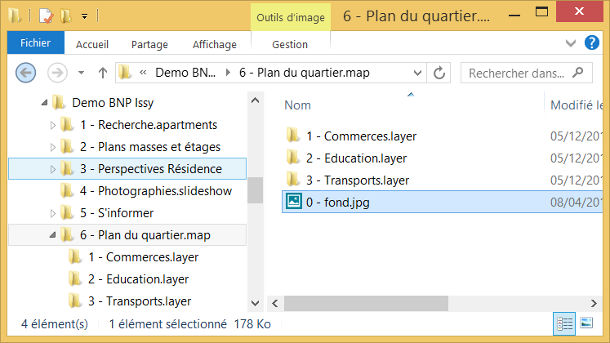 Outils d'image
6 - Plan du quartier....
Fichier
Accueil
Partage
Affichage
Gestion
« Demo BN... 6 - Plan du quartier.map
Rechercher dans...
Demo BNP Issy
1 - Recherche.apartments
2 - Plans masses et étages
3 - Perspectives Résidence
4 - Photographies.slideshow
5 - S'informer
6 - Plan du quartier.map
1 - Commerces.layer
2 - Education.layer
3 - Transports.layer
Nom
Modifié le
1 - Commerces.layer 05/12/201
2 - Education.layer 05/12/201
3 - Transports.layer 05/12/201
0 - fond.jpg 08/04/201
4 élément(s) 1 élément sélectionné 178 Ko